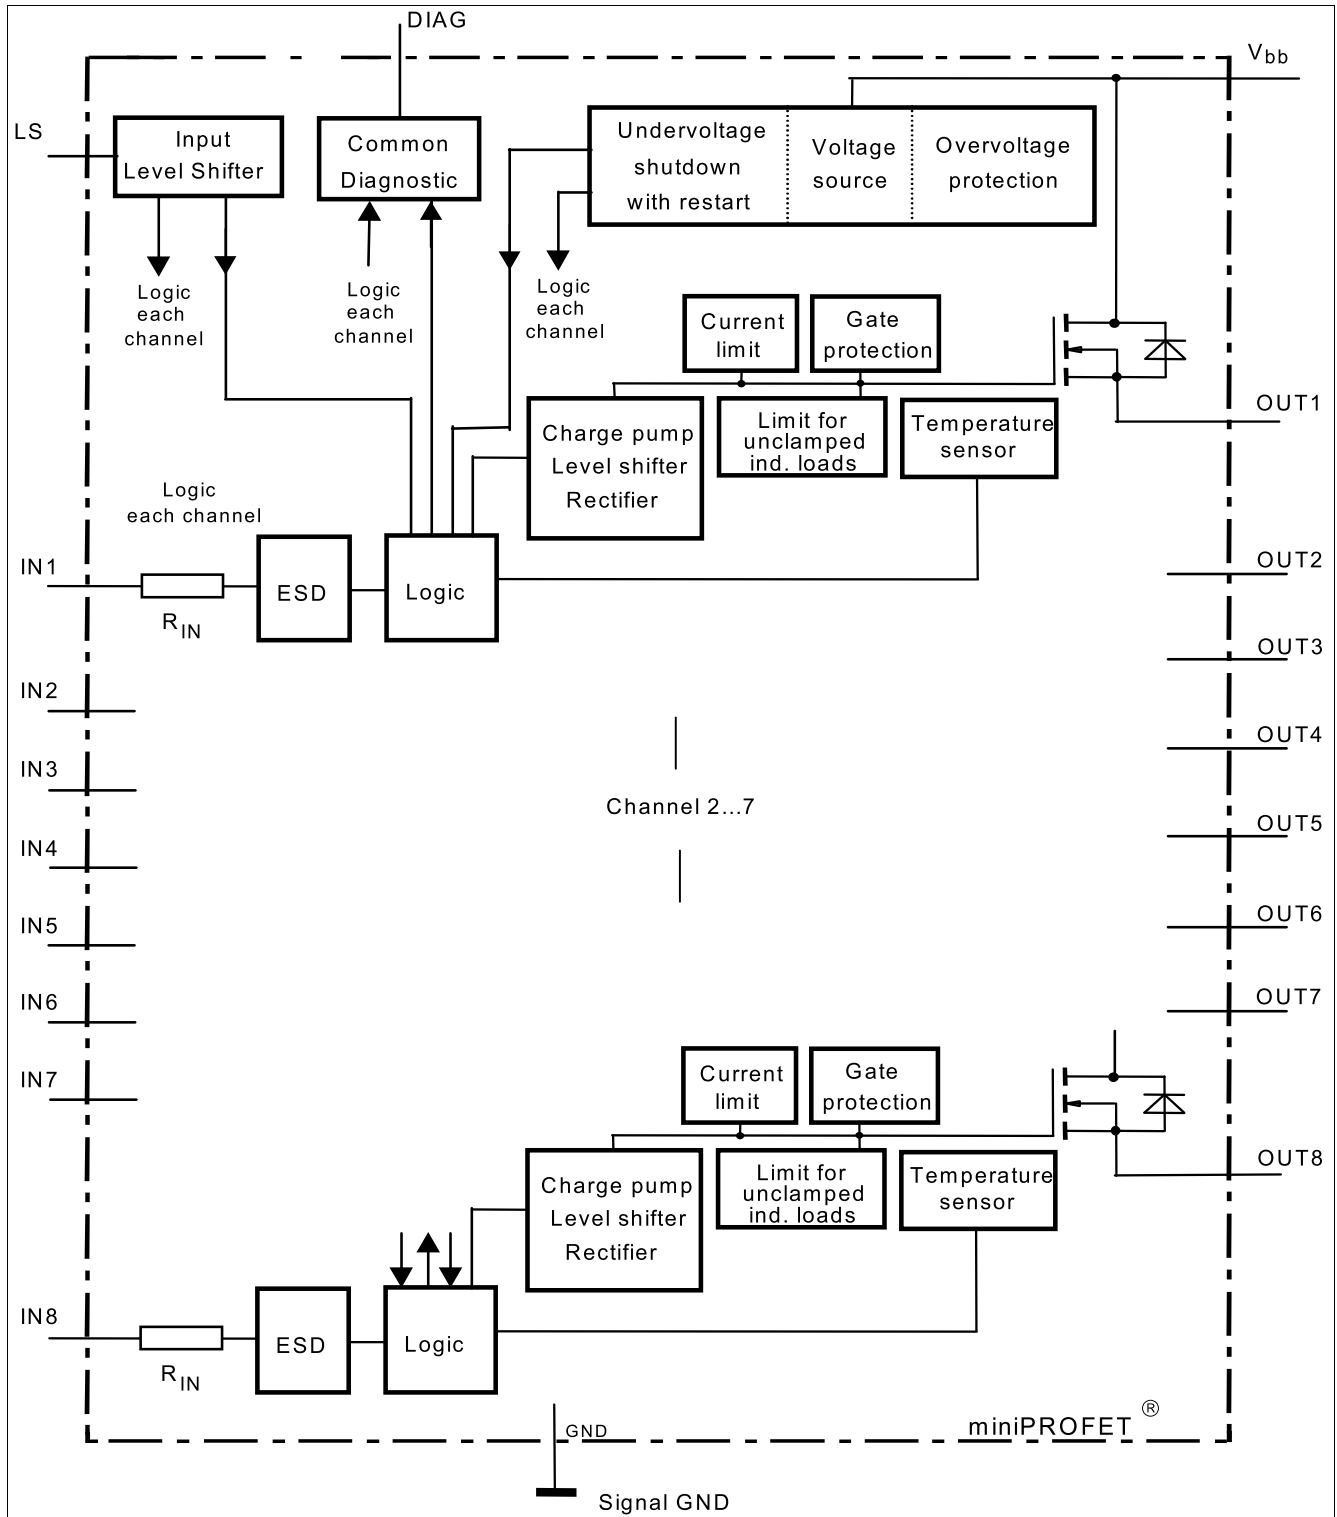 DIAG
Vbb
LS
Input
Level Shifter
Common
Diagnostic
Undervoltage
shutdown
with restart
Voltage
source
Overvoltage
protection
Logic
each
channel
Logic
each
channel
Logic
each
channel
Current
limit
Gate
protection
OUT1
Charge pump
Level shifter
Rectifier
Limit for
unclamped
ind. loads
Temperature
sensor
Logic
each channel
IN1
RIN
ESD
Logic
OUT2
OUT3
IN2
OUT4
IN3
Channel 2...7
OUT5
IN4
OUT6
IN5
OUT7
IN6
IN7
Current
limit
Gate
protection
OUT8
Charge pump
Level shifter
Rectifier
Limit for
unclamped
ind. loads
Temperature
sensor
IN8
RIN
ESD
Logic
miniPROFET ®
GND
Signal GND